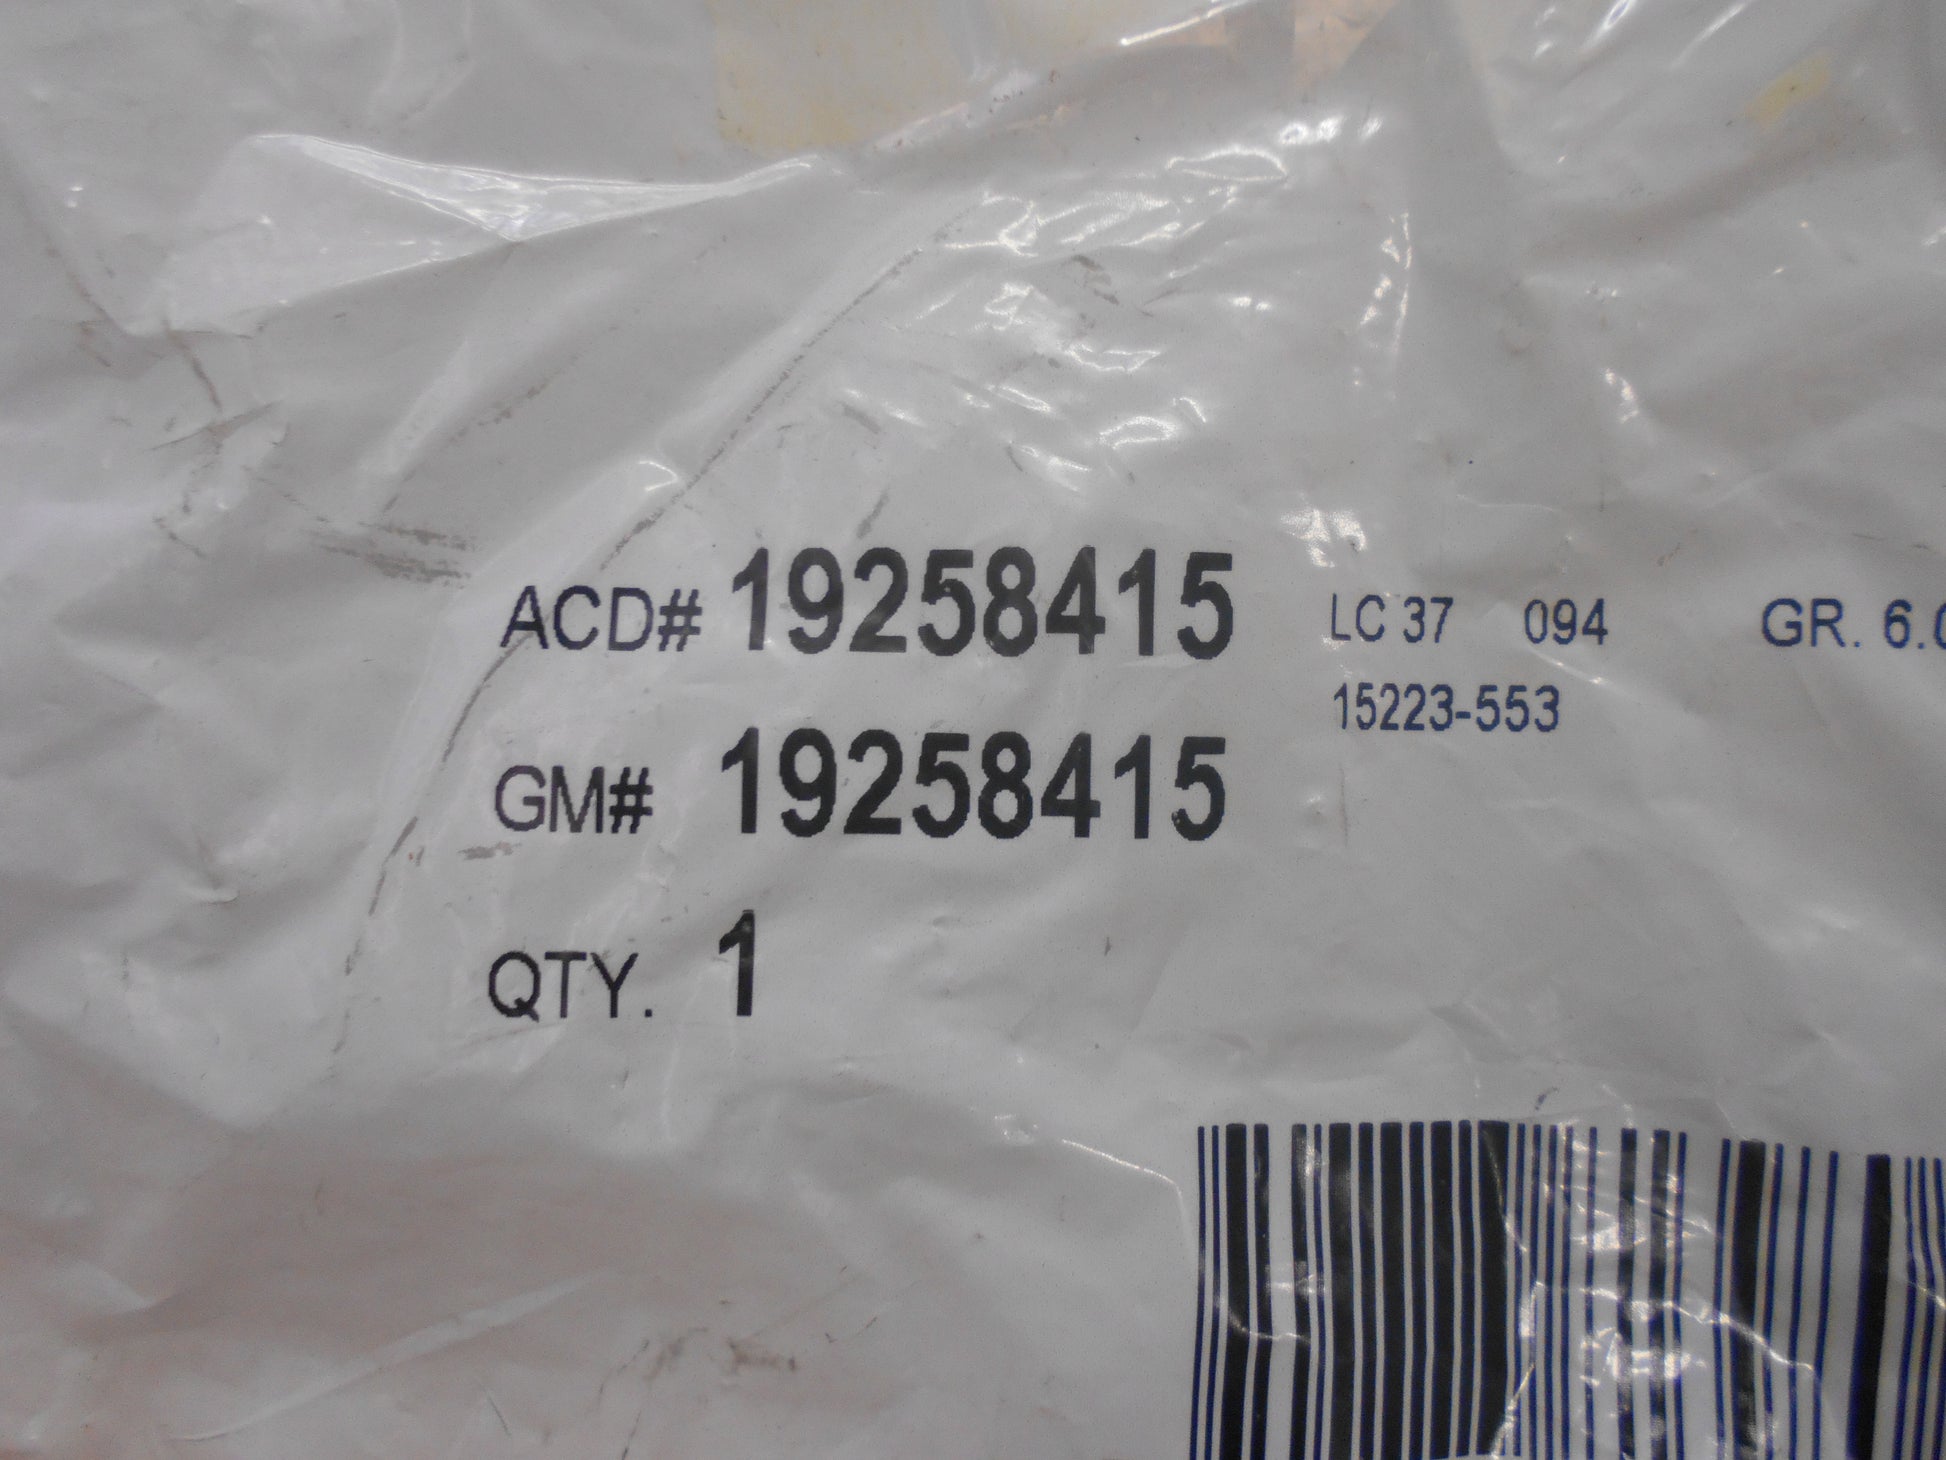 ACD# 19258415 LC 37 094 GR. 6.0
15223-553
GM# 19258415
QTY. 1